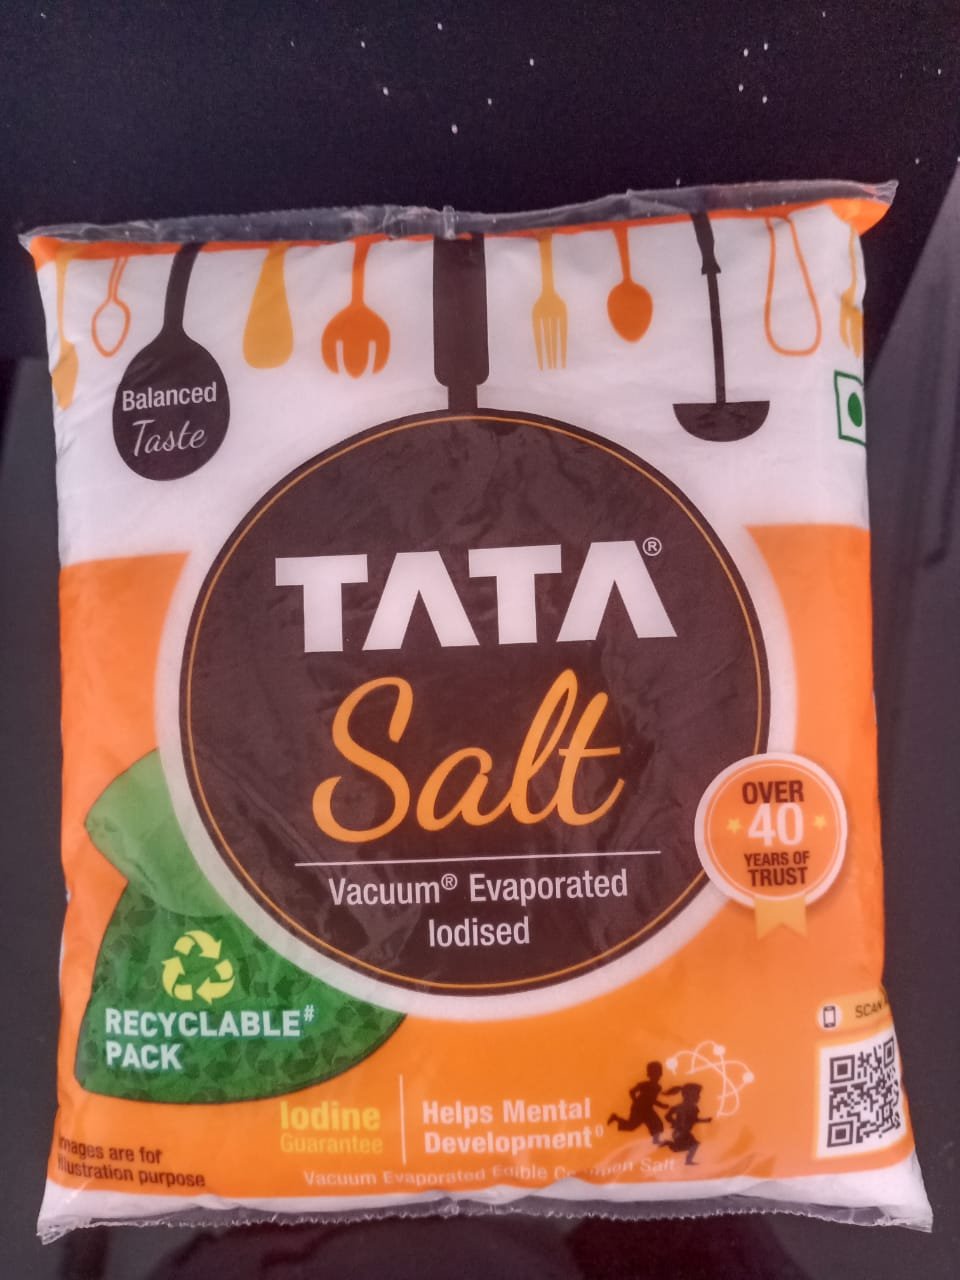 Balanced
Taste
TATA®
Salt
Vacuum® Evaporated
Iodised
OVER
40
YEARS OF
TRUST
RECYCLABLE#
PACK
SCAN
Iodine
Guarantee
Helps Mental
Development◊
Images are for
illustration purpose
Vacuum Evaporated Edible Common Salt